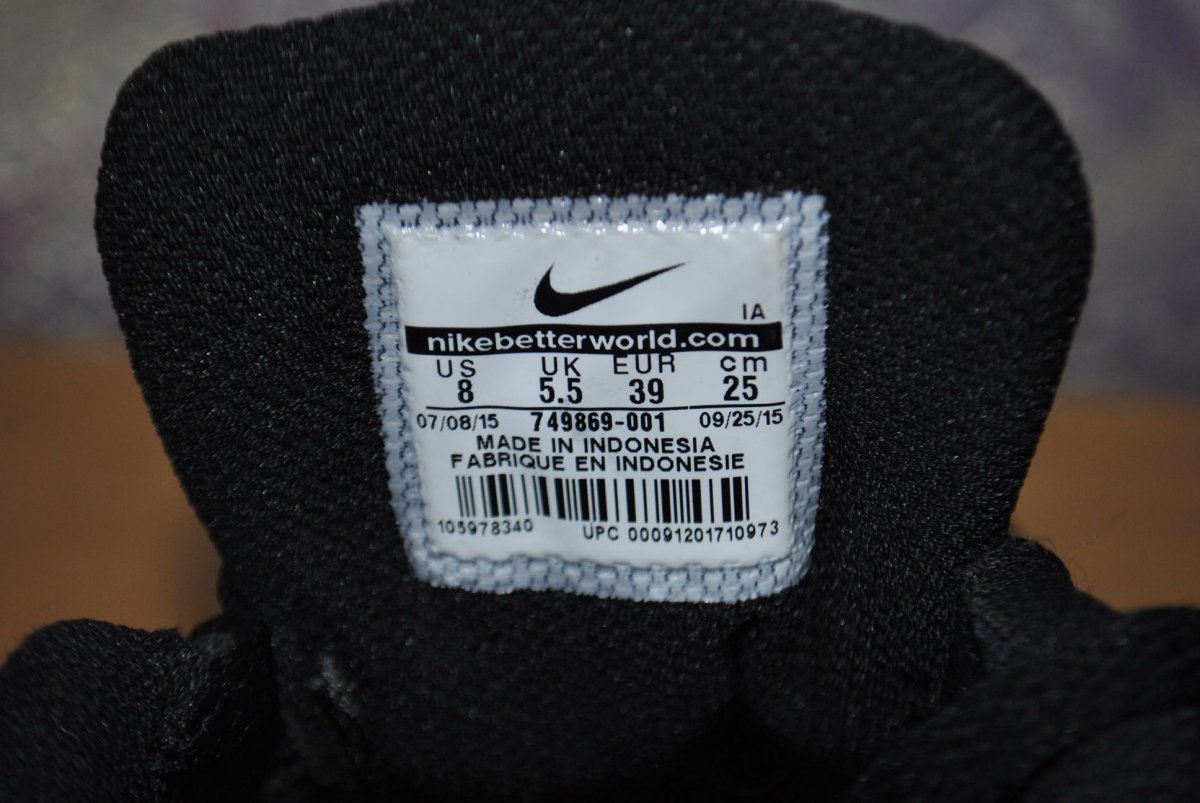 IA
nikebetterworld.com
US UK EUR cm
8 5.5 39 25
07/08/15 749869-001 09/25/15
MADE IN INDONESIA
FABRIQUE EN INDONESIE
105978340 UPC 00091201710973